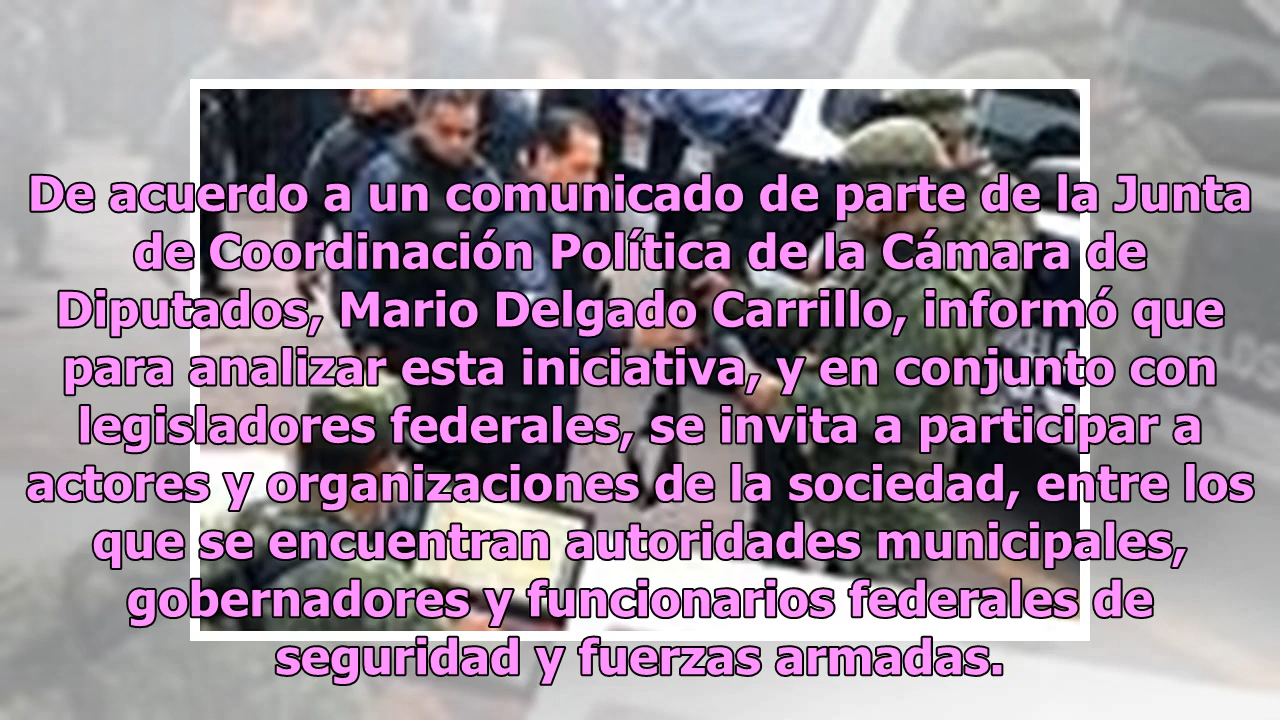 De acuerdo a un comunicado de parte de la Junta
de Coordinación Política de la Cámara de
Diputados, Mario Delgado Carrillo, informó que
para analizar esta iniciativa, y en conjunto con
legisladores federales, se invita a participar a
actores y organizaciones de la sociedad, entre los
que se encuentran autoridades municipales,
gobernadores y funcionarios federales de
seguridad y fuerzas armadas.